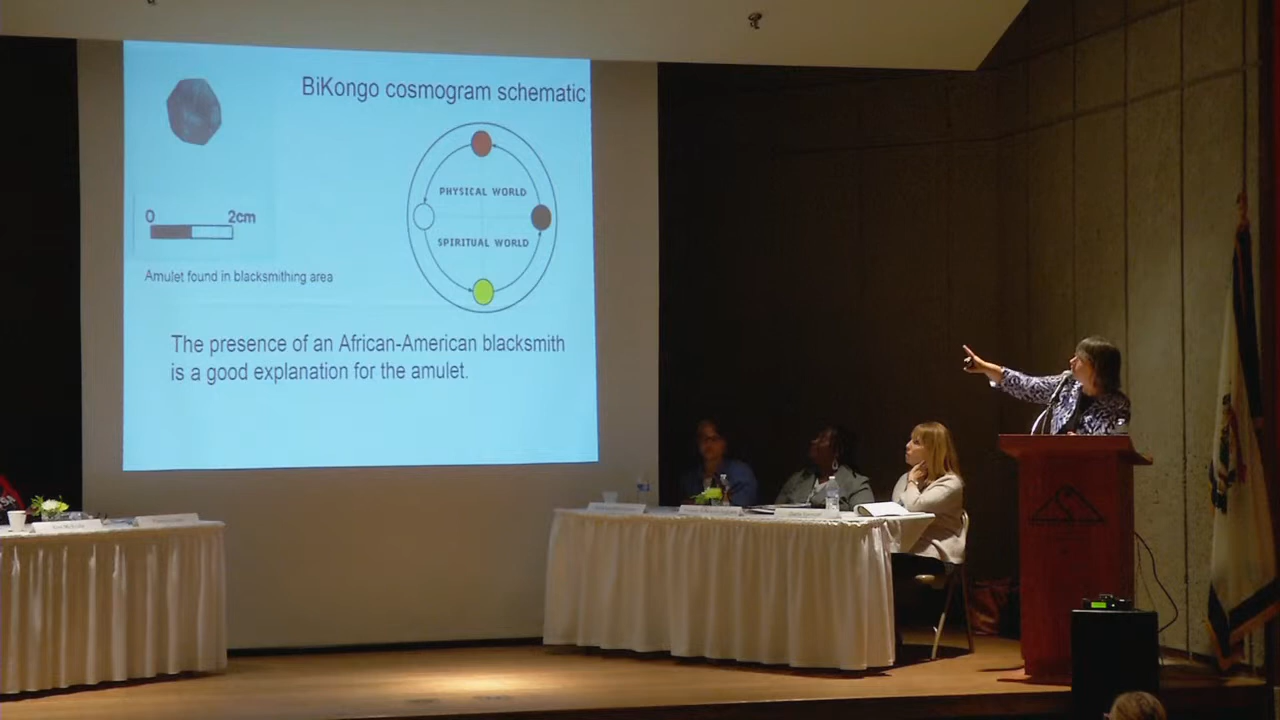 BiKongo cosmogram schematic
PHYSICAL WORLD
0 2cm
SPIRITUAL WORLD
Amulet found in blacksmithing area
The presence of an African-American blacksmith
is a good explanation for the amulet.